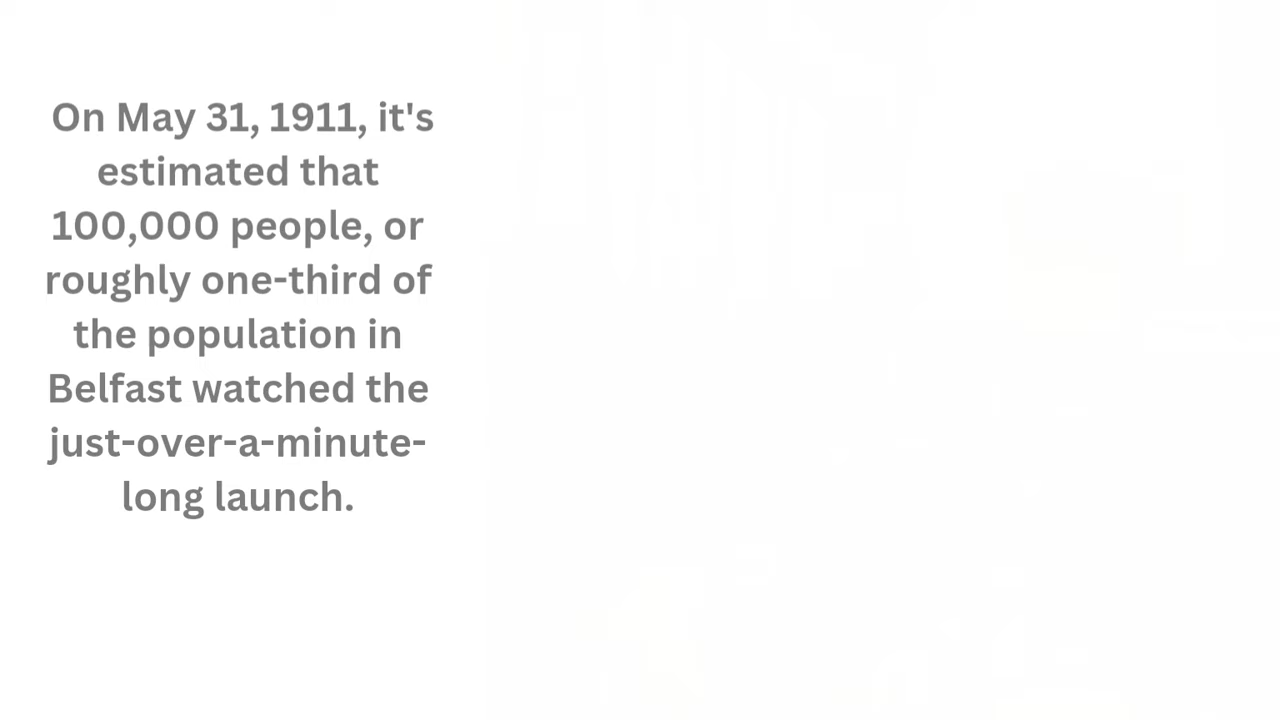 On May 31, 1911, it's
estimated that
100,000 people, or
roughly one-third of
the population in
Belfast watched the
just-over-a-minute-
long launch.